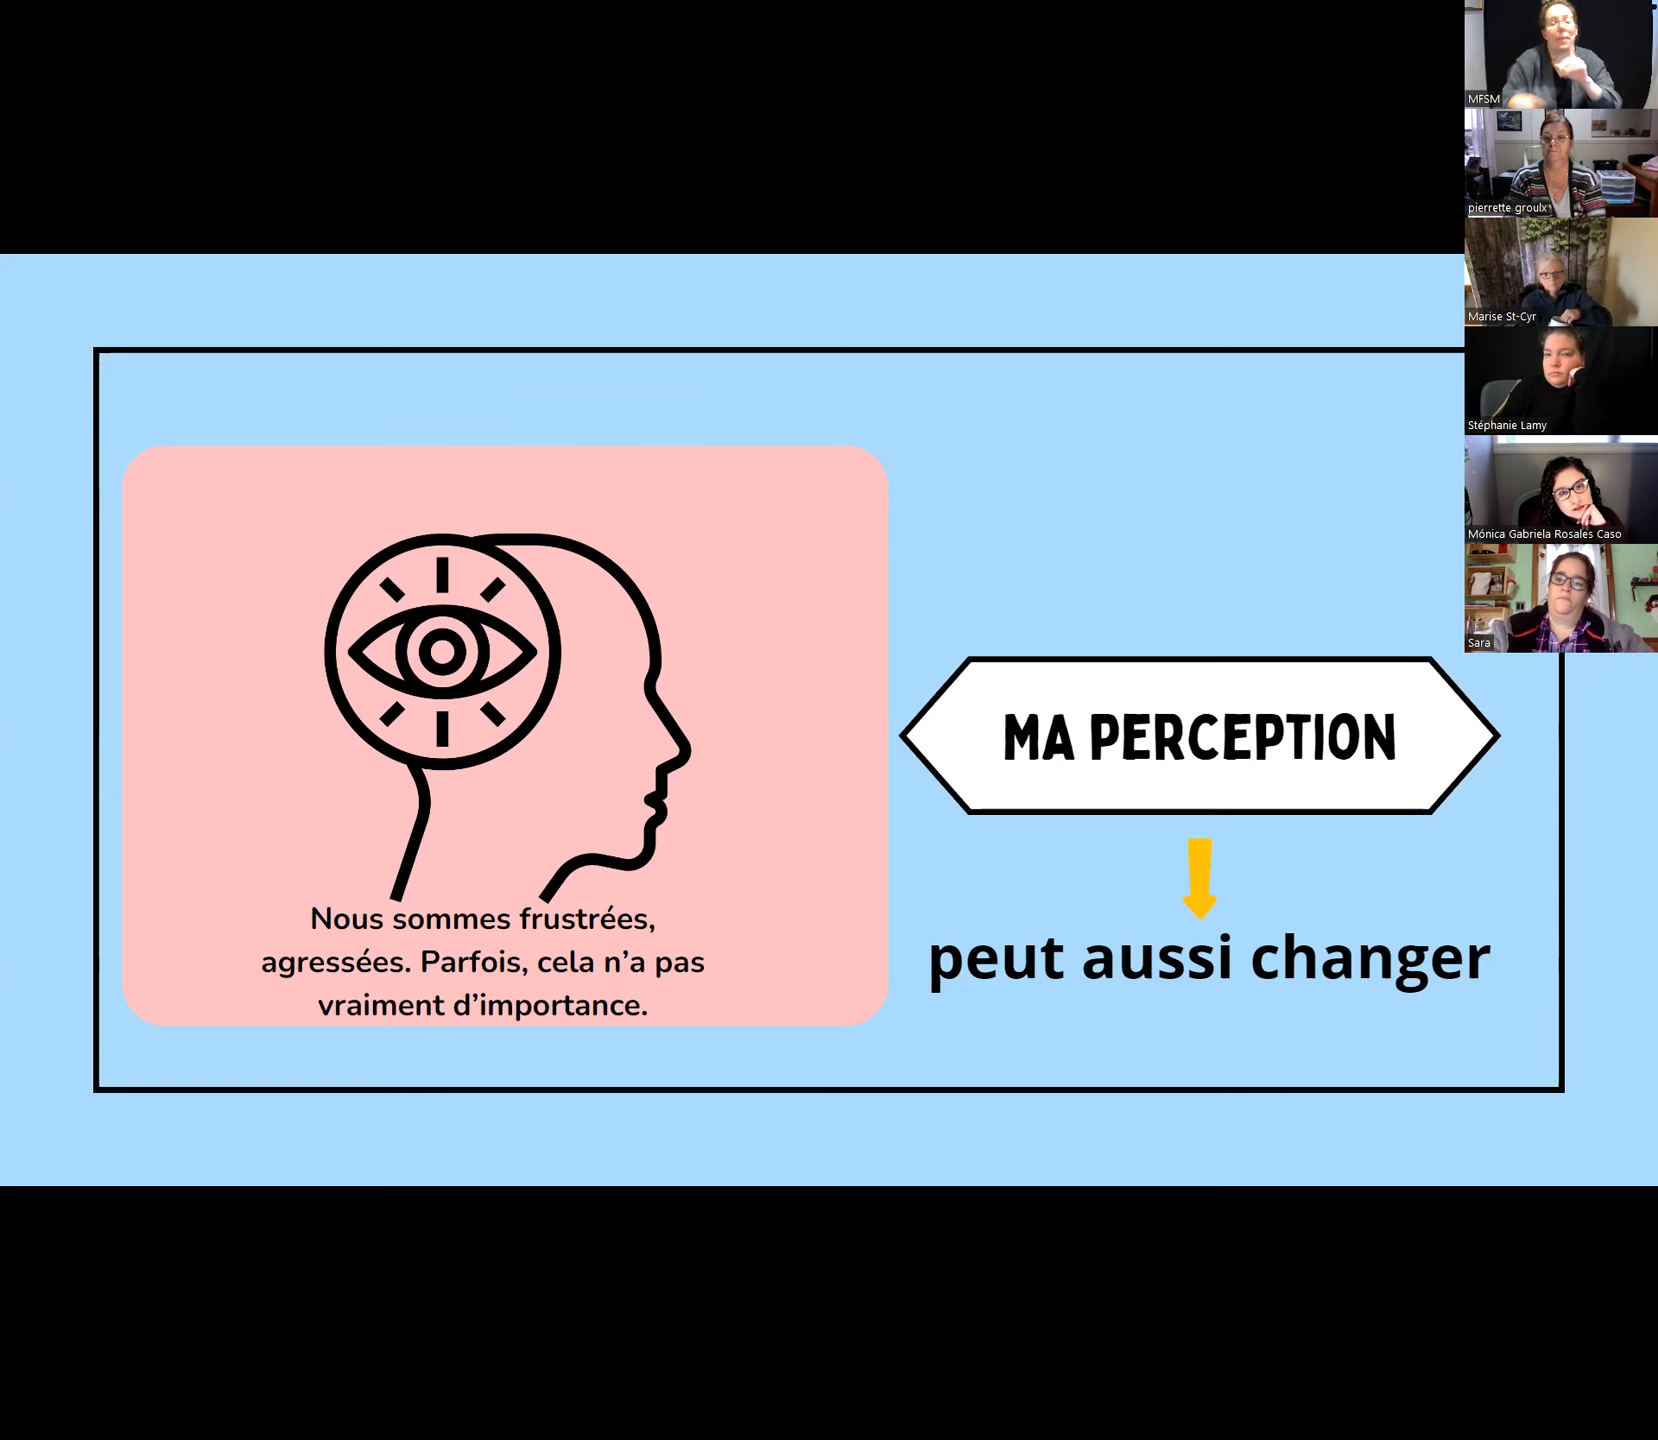 MFSM
pierrette groulx
Marise St-Cyr
Stéphanie Lamy
Mónica Gabriela Rosales Caso
Sara
MA PERCEPTION
peut aussi changer
Nous sommes frustrées,
agressées. Parfois, cela n’a pas
vraiment d’importance.